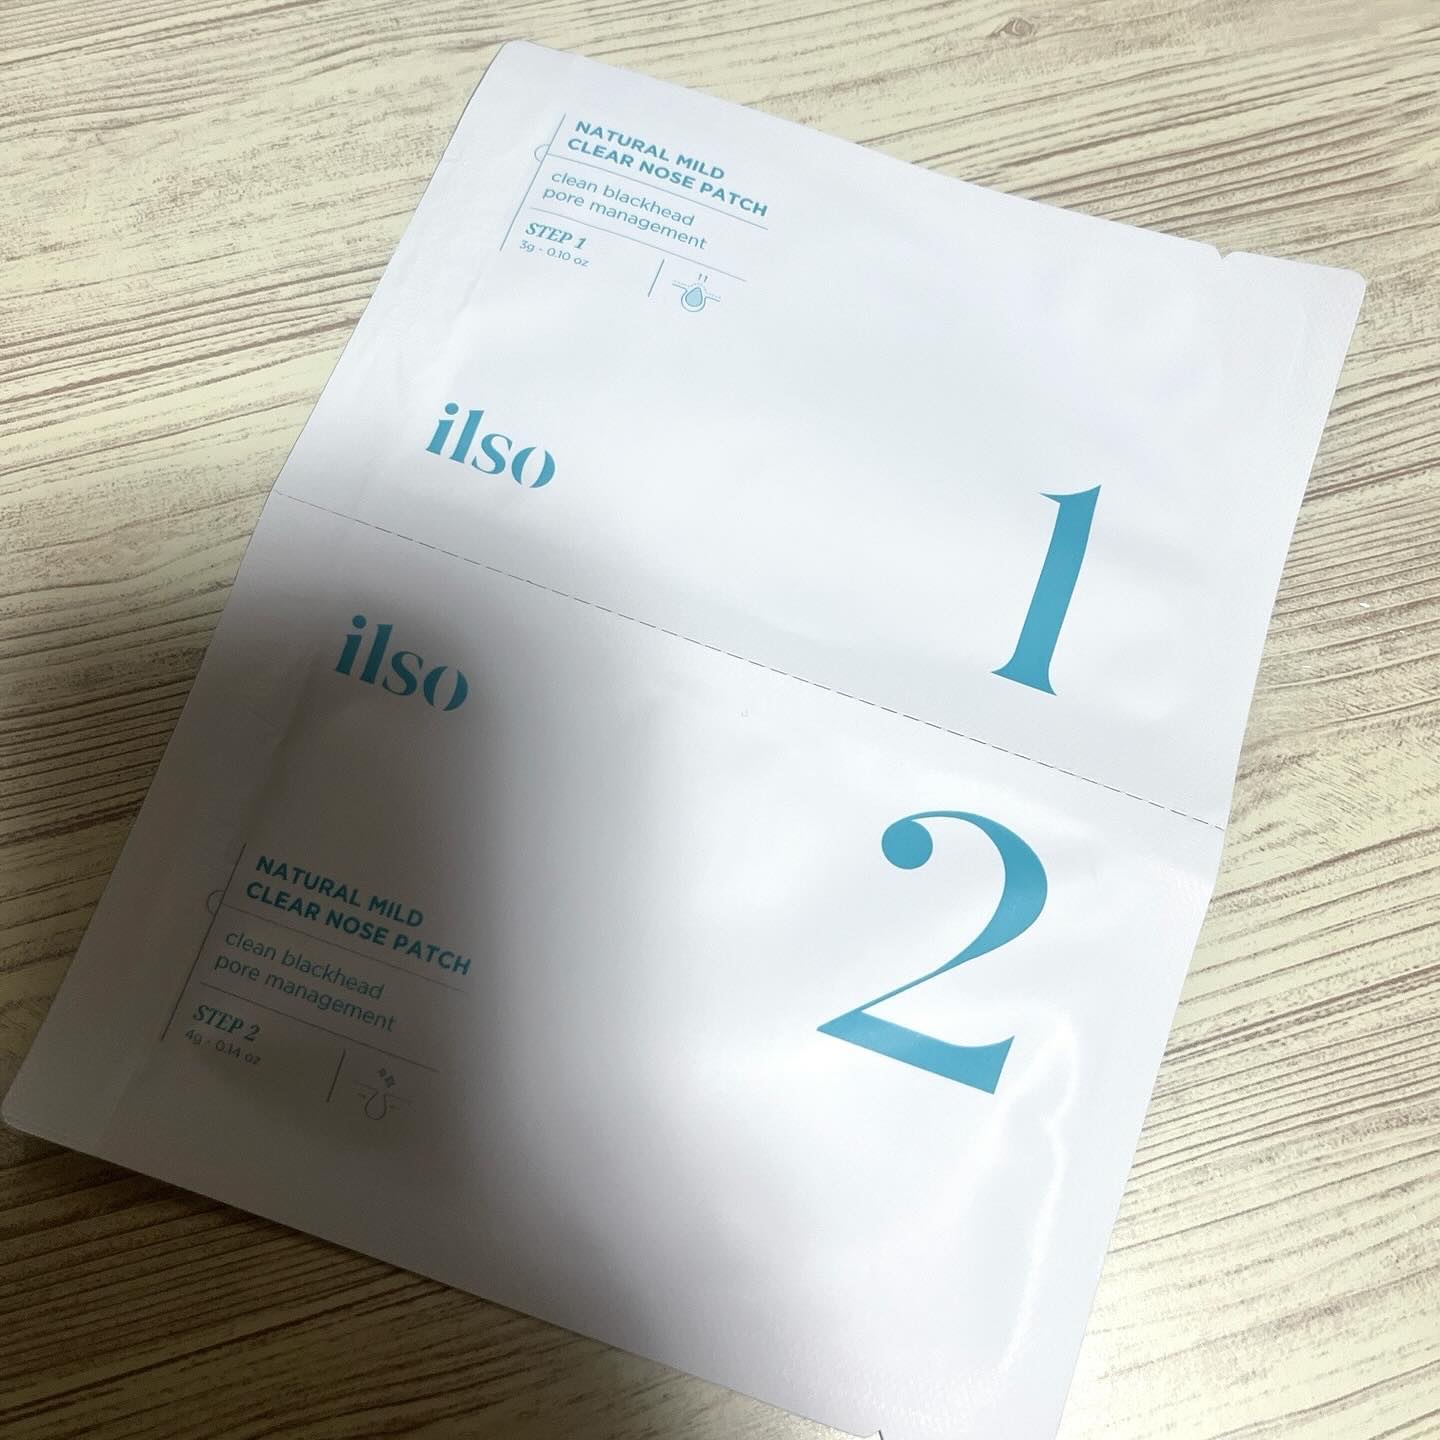 NATURAL MILD
CLEAR NOSE PATCH
clean blackhead
pore management
STEP 1
3g - 0.10 oz
ilso
1
ilso
2
NATURAL MILD
CLEAR NOSE PATCH
clean blackhead
pore management
STEP 2
4g - 0.14 oz